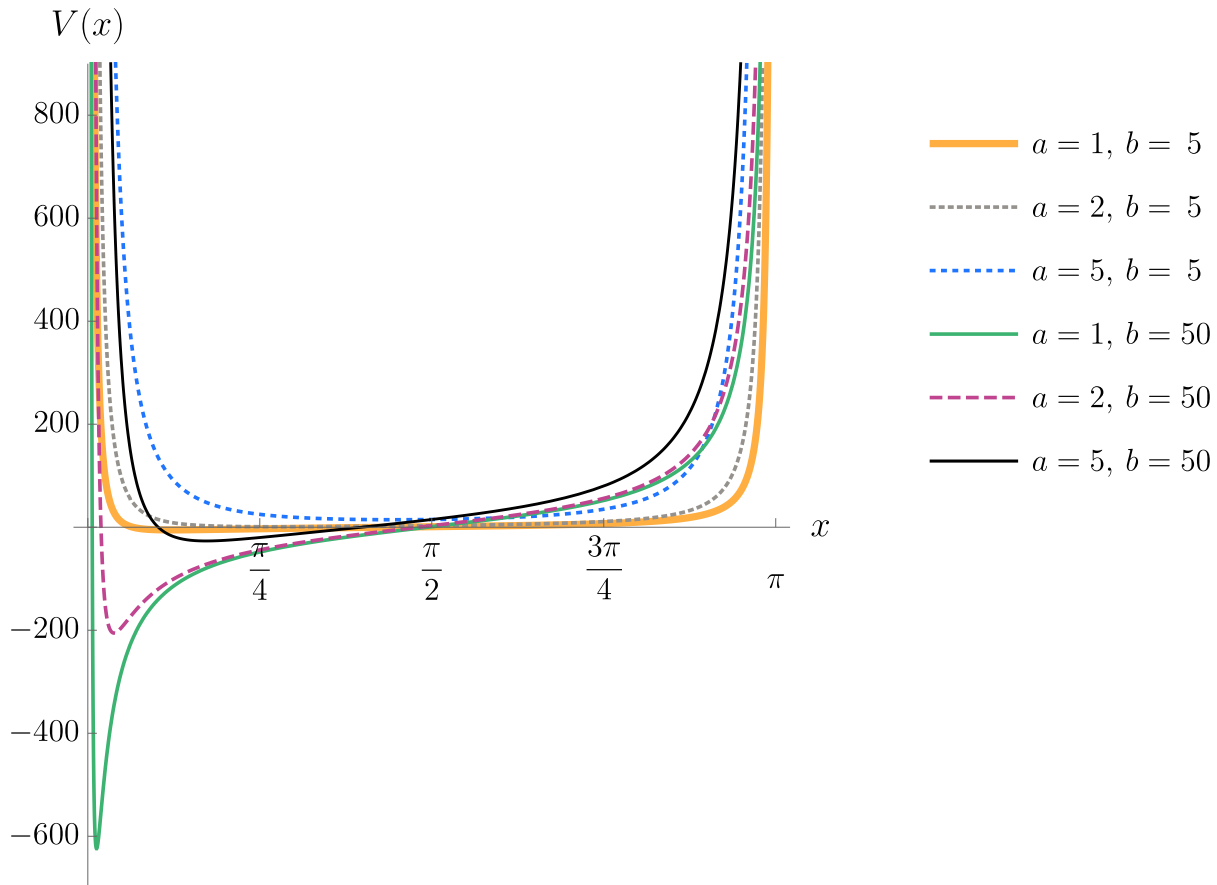 V(x)
800
600
400
200
−200
−400
−600
π/4
π/2
3π/4
π
x
a = 1, b = 5
a = 2, b = 5
a = 5, b = 5
a = 1, b = 50
a = 2, b = 50
a = 5, b = 50